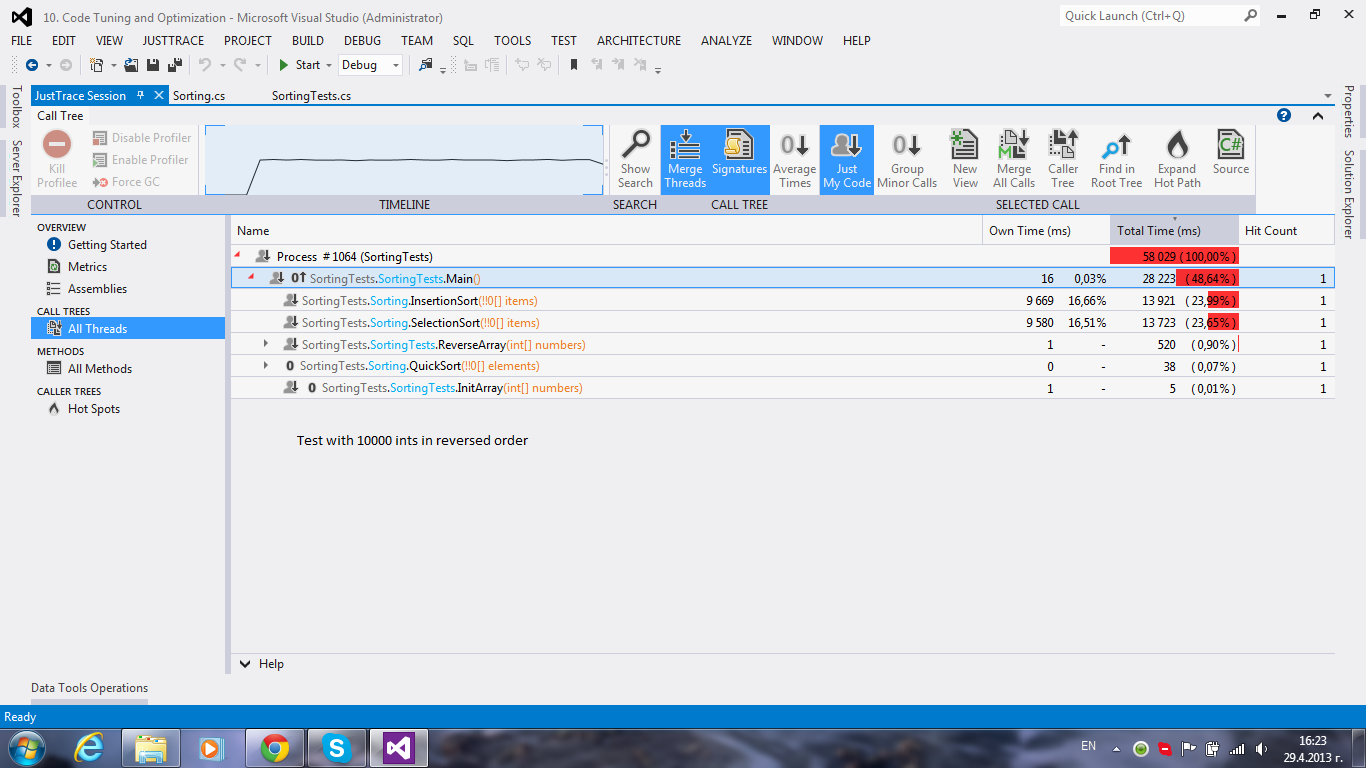 10. Code Tuning and Optimization - Microsoft Visual Studio (Administrator)
Quick Launch (Ctrl+Q)
FILE EDIT VIEW JUSTTRACE PROJECT BUILD DEBUG TEAM SQL TOOLS TEST ARCHITECTURE ANALYZE WINDOW HELP
Start Debug
Toolbox
Server Explorer
JustTrace Session Sorting.cs SortingTests.cs
Properties
Solution Explorer
Call Tree
Kill Profilee
Disable Profiler
Enable Profiler
Force GC
CONTROL
TIMELINE
Show Search
SEARCH
Merge Threads
Signatures
Average Times
Just My Code
Group Minor Calls
CALL TREE
New View
Merge All Calls
Caller Tree
Find in Root Tree
Expand Hot Path
Source
SELECTED CALL
OVERVIEW
Getting Started
Metrics
Assemblies
CALL TREES
All Threads
METHODS
All Methods
CALLER TREES
Hot Spots
Name Own Time (ms) Total Time (ms) Hit Count
Process #1064 (SortingTests) 58 029 (100,00%)
SortingTests.SortingTests.Main() 16 0,03% 28 223 (48,64%) 1
SortingTests.Sorting.InsertionSort(!!0[] items) 9 669 16,66% 13 921 (23,99%) 1
SortingTests.Sorting.SelectionSort(!!0[] items) 9 580 16,51% 13 723 (23,65%) 1
SortingTests.SortingTests.ReverseArray(int[] numbers) 1 - 520 (0,90%) 1
SortingTests.Sorting.QuickSort(!!0[] elements) 0 - 38 (0,07%) 1
SortingTests.SortingTests.InitArray(int[] numbers) 1 - 5 (0,01%) 1
Test with 10000 ints in reversed order
Help
Data Tools Operations
Ready
EN
16:23
29.4.2013 г.